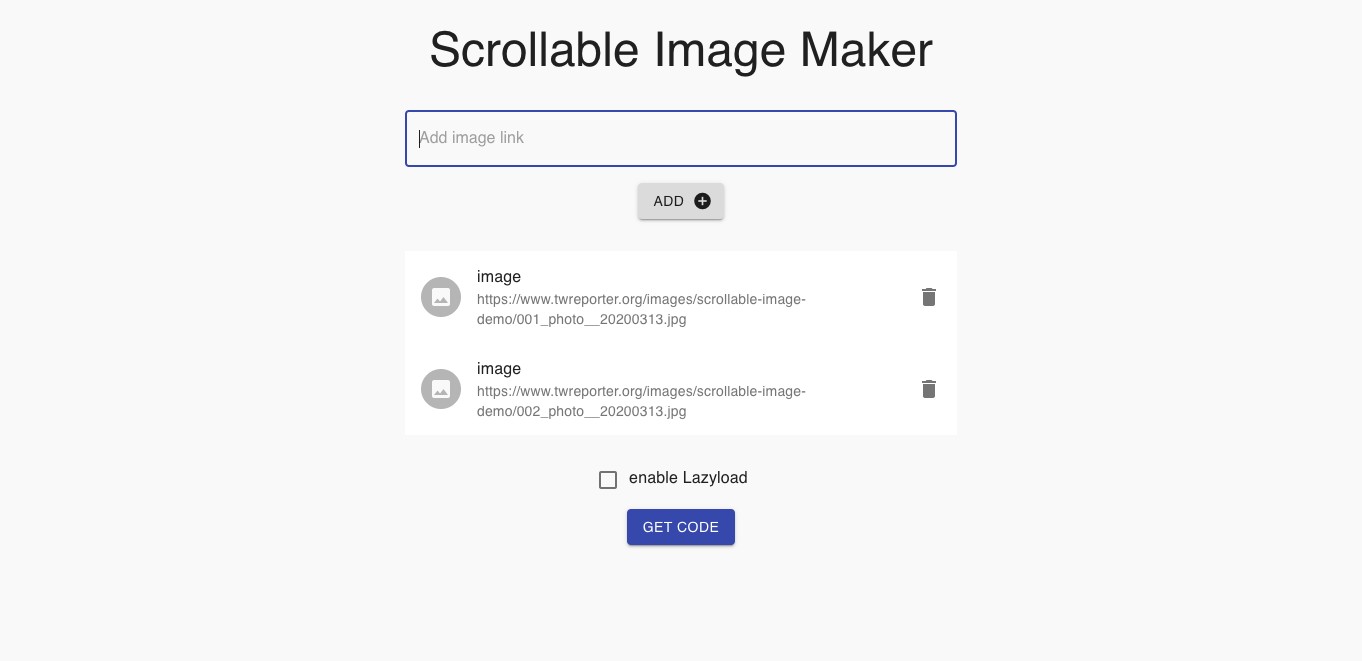 Scrollable Image Maker
Add image link
ADD
image
https://www.twreporter.org/images/scrollable-image-
demo/001_photo__20200313.jpg
image
https://www.twreporter.org/images/scrollable-image-
demo/002_photo__20200313.jpg
enable Lazyload
GET CODE